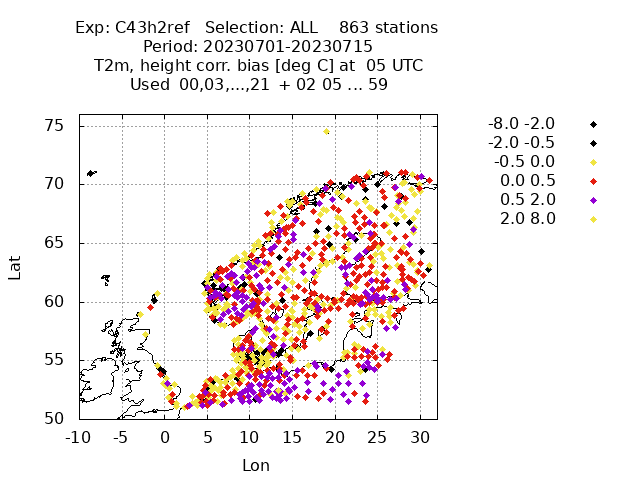 Exp: C43h2ref   Selection: ALL    863 stations
Period: 20230701-20230715
T2m, height corr. bias [deg C] at  05 UTC
Used  00,03,...,21  + 02 05 ... 59
75
70
65
60
55
50
Lat
-10 -5 0 5 10 15 20 25 30
Lon
-8.0 -2.0
-2.0 -0.5
-0.5 0.0
0.0 0.5
0.5 2.0
2.0 8.0